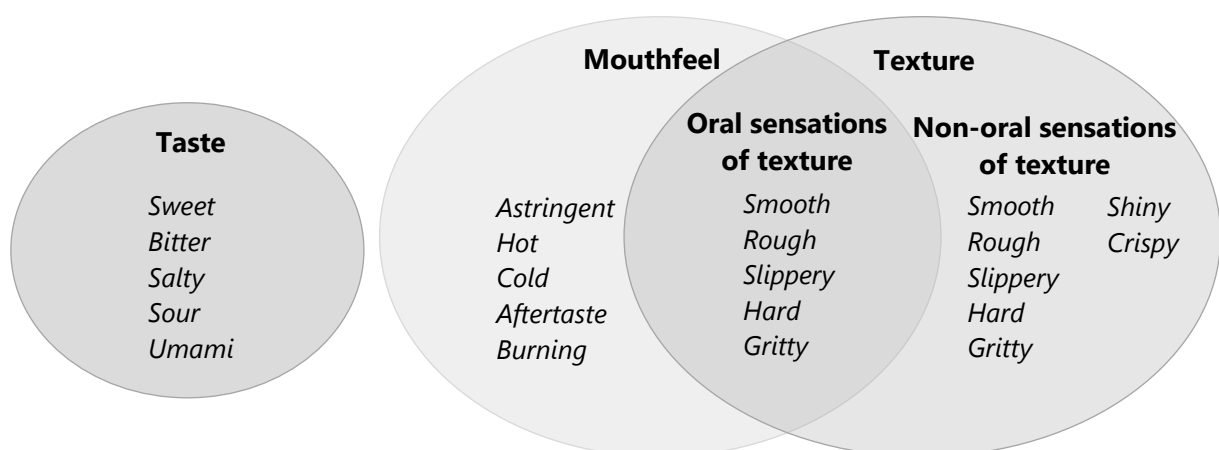 Taste
Sweet
Bitter
Salty
Sour
Umami
Mouthfeel
Astringent
Hot
Cold
Aftertaste
Burning
Oral sensations
of texture
Smooth
Rough
Slippery
Hard
Gritty
Texture
Non-oral sensations
of texture
Smooth
Rough
Slippery
Hard
Gritty
Shiny
Crispy